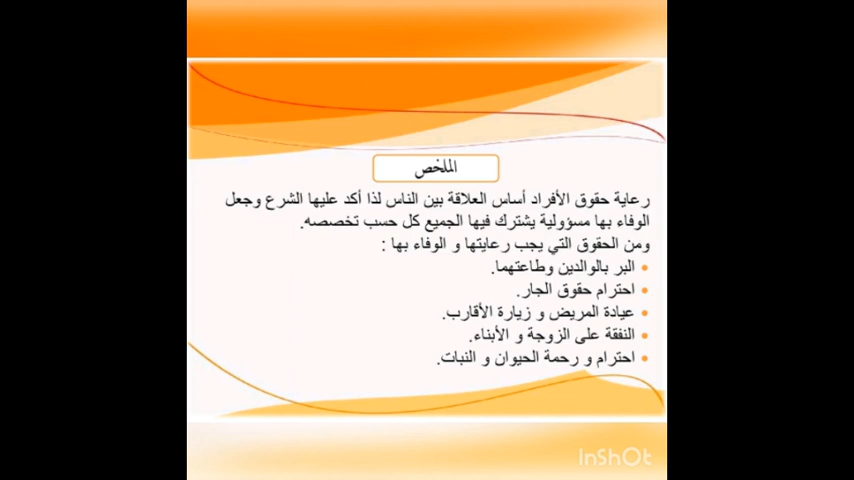 الملخص
رعاية حقوق الأفراد أساس العلاقة بين الناس لذا أكد عليها الشرع وجعل
الوفاء بها مسؤولية يشترك فيها الجميع كل حسب تخصصه.
ومن الحقوق التي يجب رعايتها و الوفاء بها :
• البر بالوالدين وطاعتهما.
• احترام حقوق الجار.
• عيادة المريض و زيارة الأقارب.
• النفقة على الزوجة و الأبناء.
• احترام و رحمة الحيوان و النبات.
InShOt